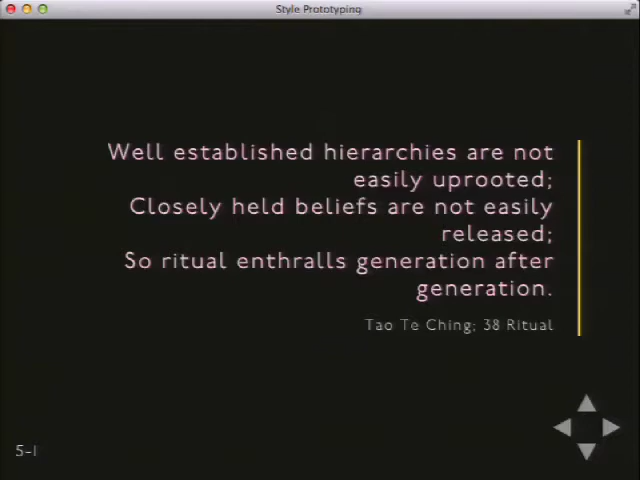 Style Prototyping
Well established hierarchies are not
easily uprooted;
Closely held beliefs are not easily
released;
So ritual enthralls generation after
generation.
Tao Te Ching; 38 Ritual
5-1